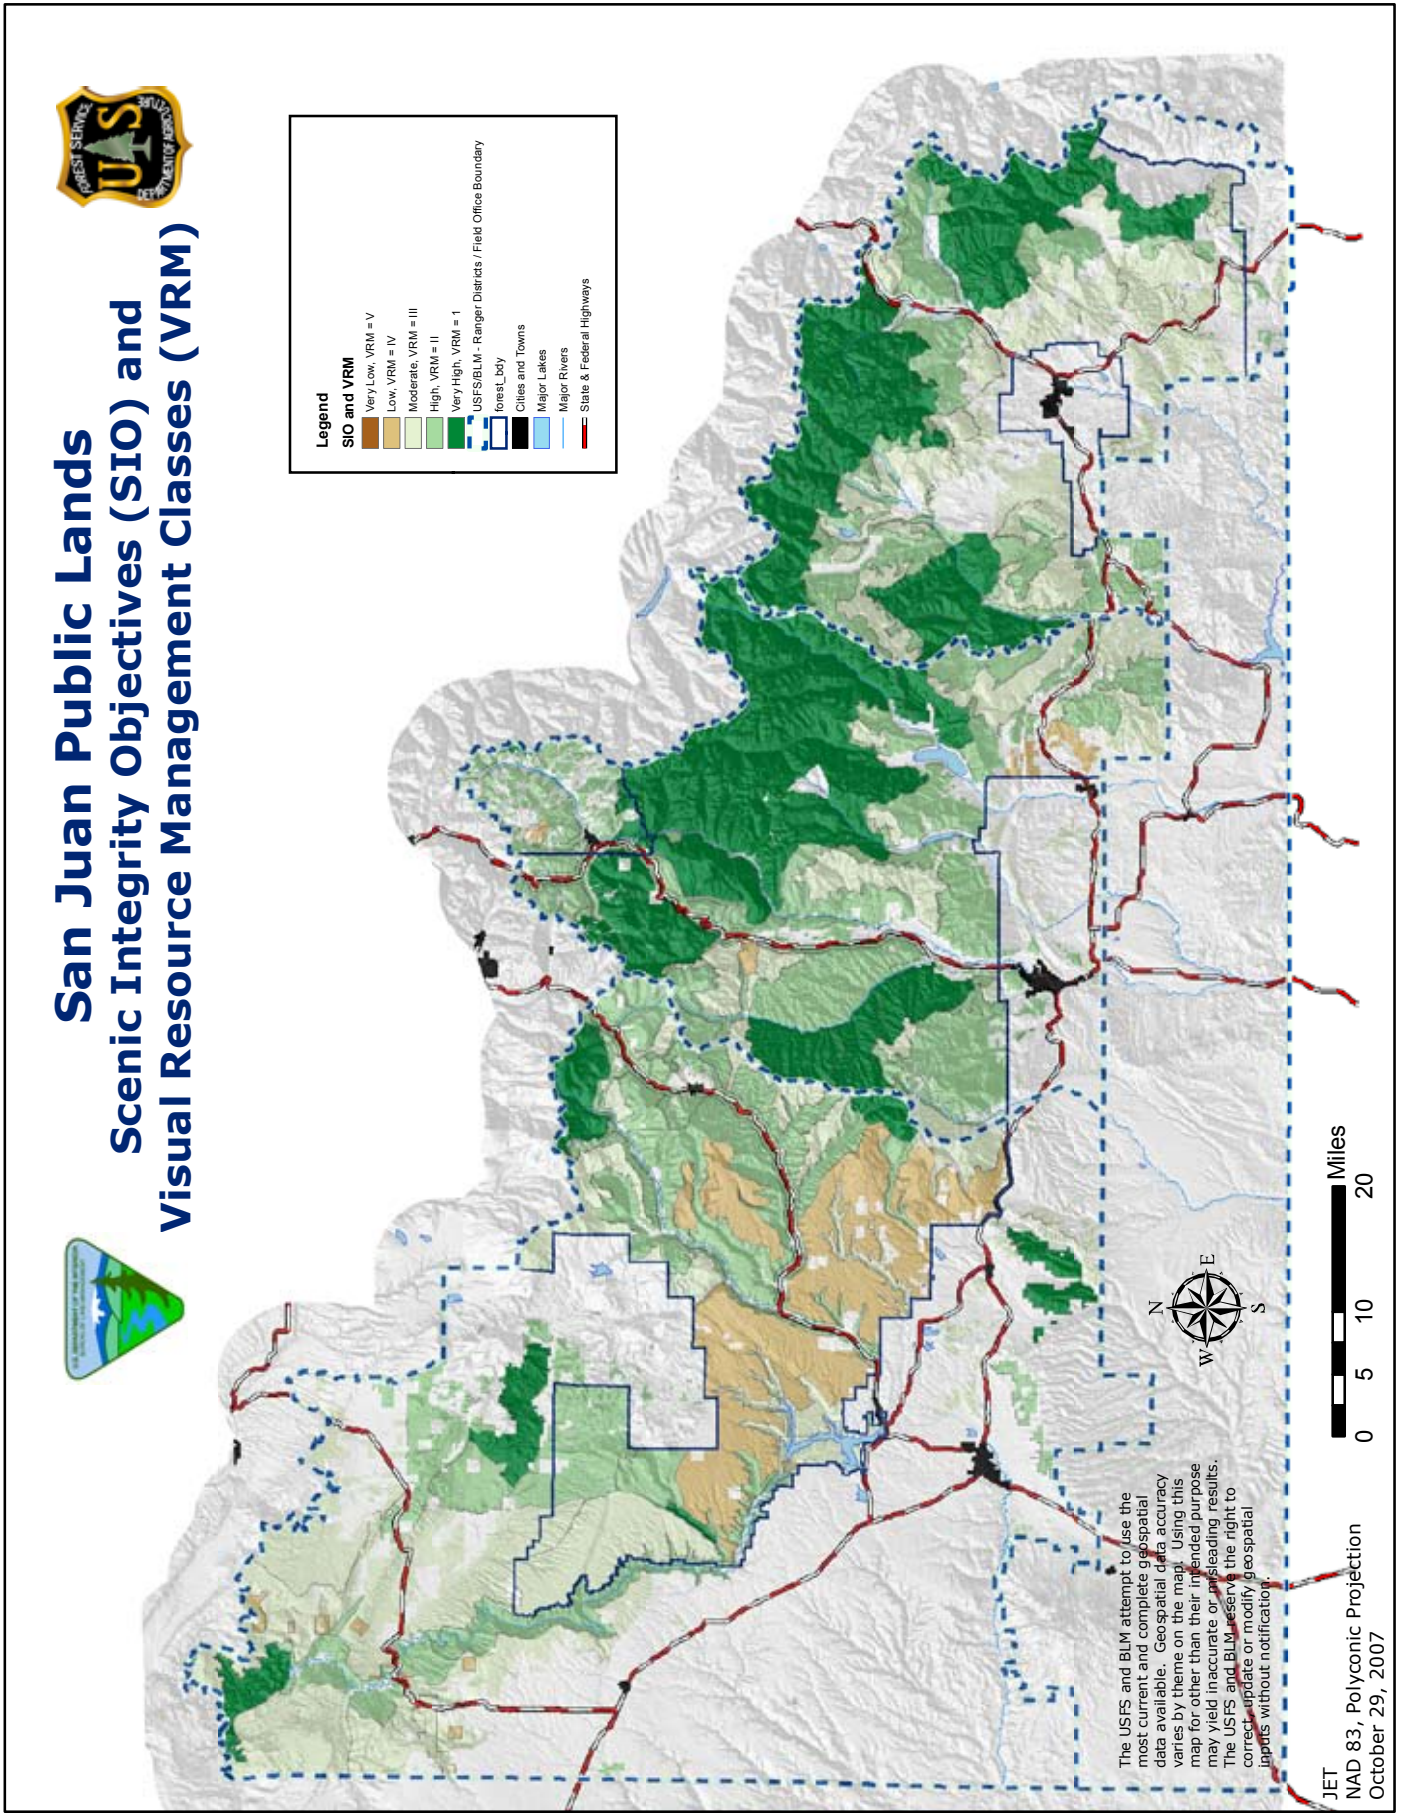 San Juan Public Lands
Scenic Integrity Objectives (SIO) and
Visual Resource Management Classes (VRM)
FOREST SERVICE
U S
DEPARTMENT OF AGRICULTURE
Legend
SIO and VRM
Very Low, VRM = V
Low, VRM = IV
Moderate, VRM = III
High, VRM = II
Very High, VRM = 1
USFS/BLM - Ranger Districts / Field Office Boundary
forest_bdy
Cities and Towns
Major Lakes
Major Rivers
State & Federal Highways
N
W
E
S
0 5 10 20 Miles
The USFS and BLM attempt to use the
most current and complete geospatial
data available. Geospatial data accuracy
varies by theme on the map. Using this
map for other than their intended purpose
may yield inaccurate or misleading results.
The USFS and BLM reserve the right to
correct, update or modify geospatial
inputs without notification.
JET
NAD 83, Polyconic Projection
October 29, 2007